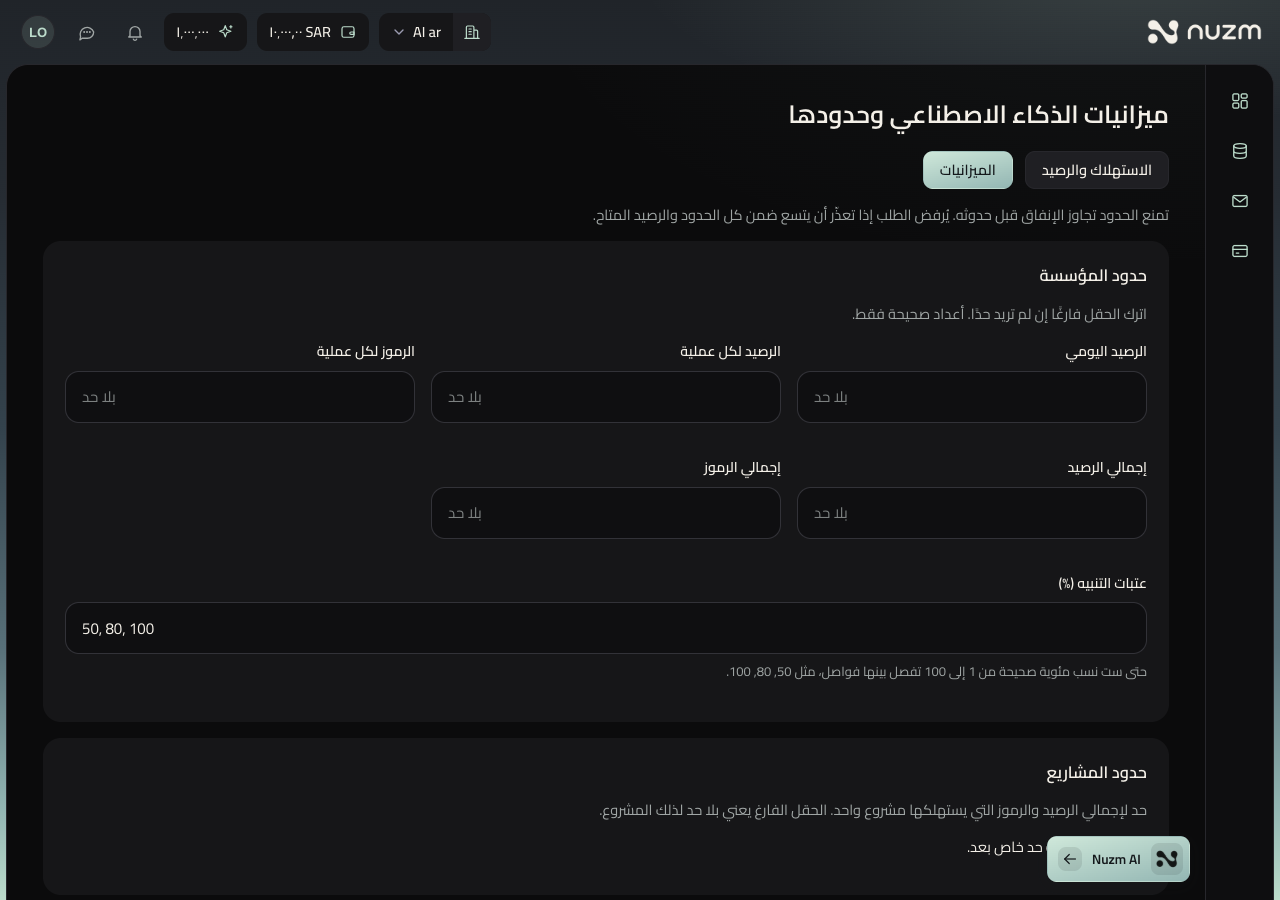 nuzm
AI ar
١٠,٠٠٠,٠٠ SAR
١,٠٠٠,٠٠٠
LO
ميزانيات الذكاء الاصطناعي وحدودها
الاستهلاك والرصيد
الميزانيات
تمنع الحدود تجاوز الإنفاق قبل حدوثه. يُرفض الطلب إذا تعذّر أن يتسع ضمن كل الحدود والرصيد المتاح.
حدود المؤسسة
اترك الحقل فارغًا إن لم تريد حدًا. أعداد صحيحة فقط.
الرصيد اليومي
الرصيد لكل عملية
الرموز لكل عملية
بلا حد
بلا حد
بلا حد
إجمالي الرصيد
إجمالي الرموز
بلا حد
بلا حد
عتبات التنبيه (%)
50, 80, 100
حتى ست نسب مئوية صحيحة من 1 إلى 100 تفصل بينها فواصل، مثل 50, 80, 100.
حدود المشاريع
حد لإجمالي الرصيد والرموز التي يستهلكها مشروع واحد. الحقل الفارغ يعني بلا حد لذلك المشروع.
حد خاص بعد.
Nuzm AI